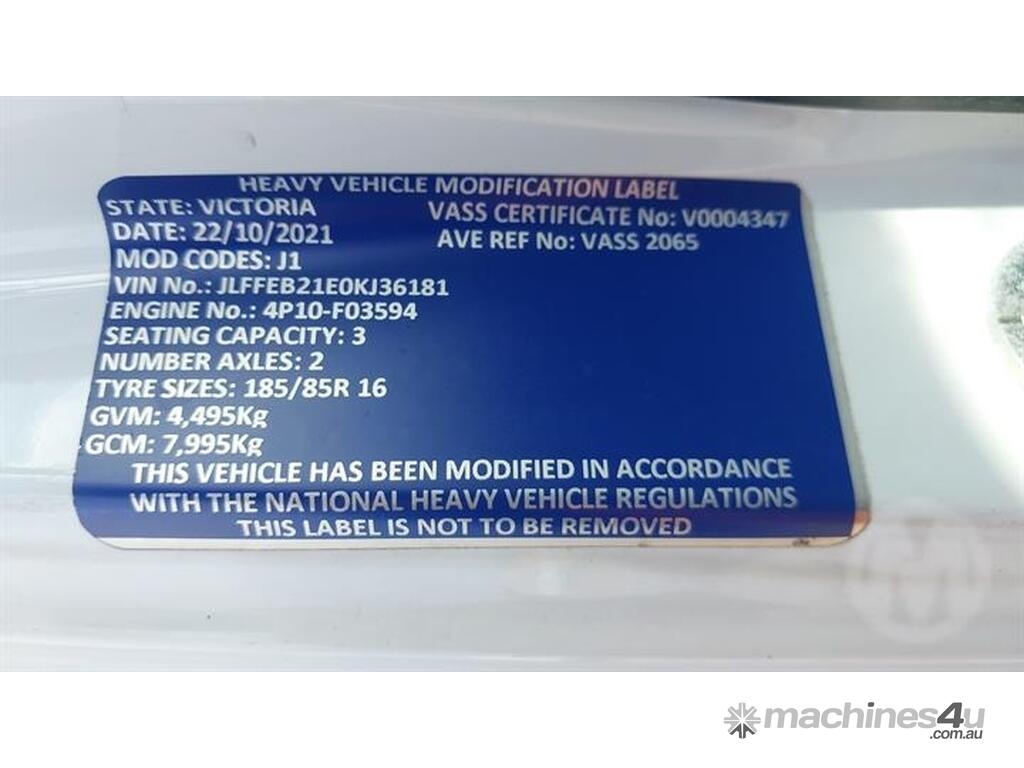 HEAVY VEHICLE MODIFICATION LABEL
STATE: VICTORIA VASS CERTIFICATE No: V0004347
DATE: 22/10/2021 AVE REF No: VASS 2065
MOD CODES: J1
VIN No.: JLFFEB21E0KJ36181
ENGINE No.: 4P10-F03594
SEATING CAPACITY: 3
NUMBER AXLES: 2
TYRE SIZES: 185/85R 16
GVM: 4,495Kg
GCM: 7,995Kg
THIS VEHICLE HAS BEEN MODIFIED IN ACCORDANCE
WITH THE NATIONAL HEAVY VEHICLE REGULATIONS
THIS LABEL IS NOT TO BE REMOVED
machines4u
.com.au